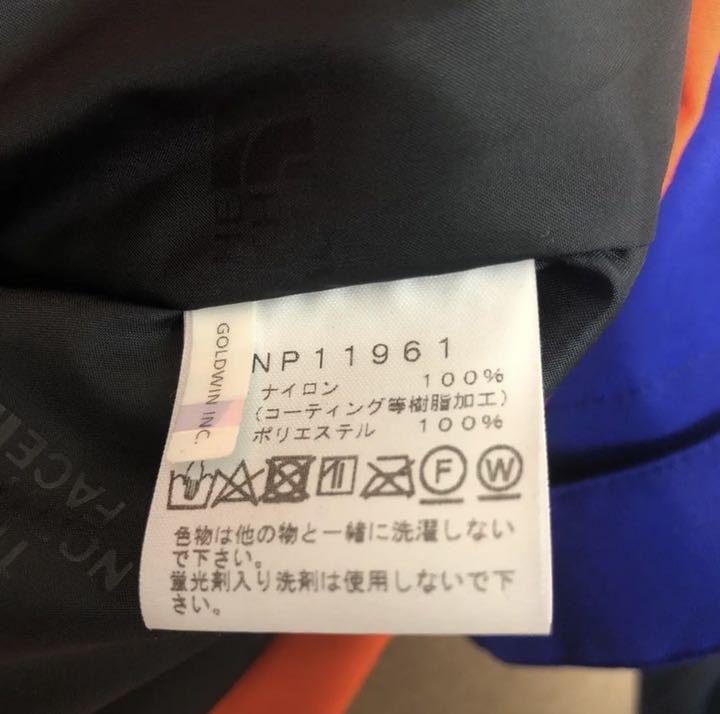 GOLDWIN INC.
NP11961
ナイロン 100%
(コーティング等樹脂加工)
ポリエステル 100%
F W
色物は他の物と一緒に洗濯しない
で下さい。
蛍光剤入り洗剤は使用しないで下
さい。
FACE